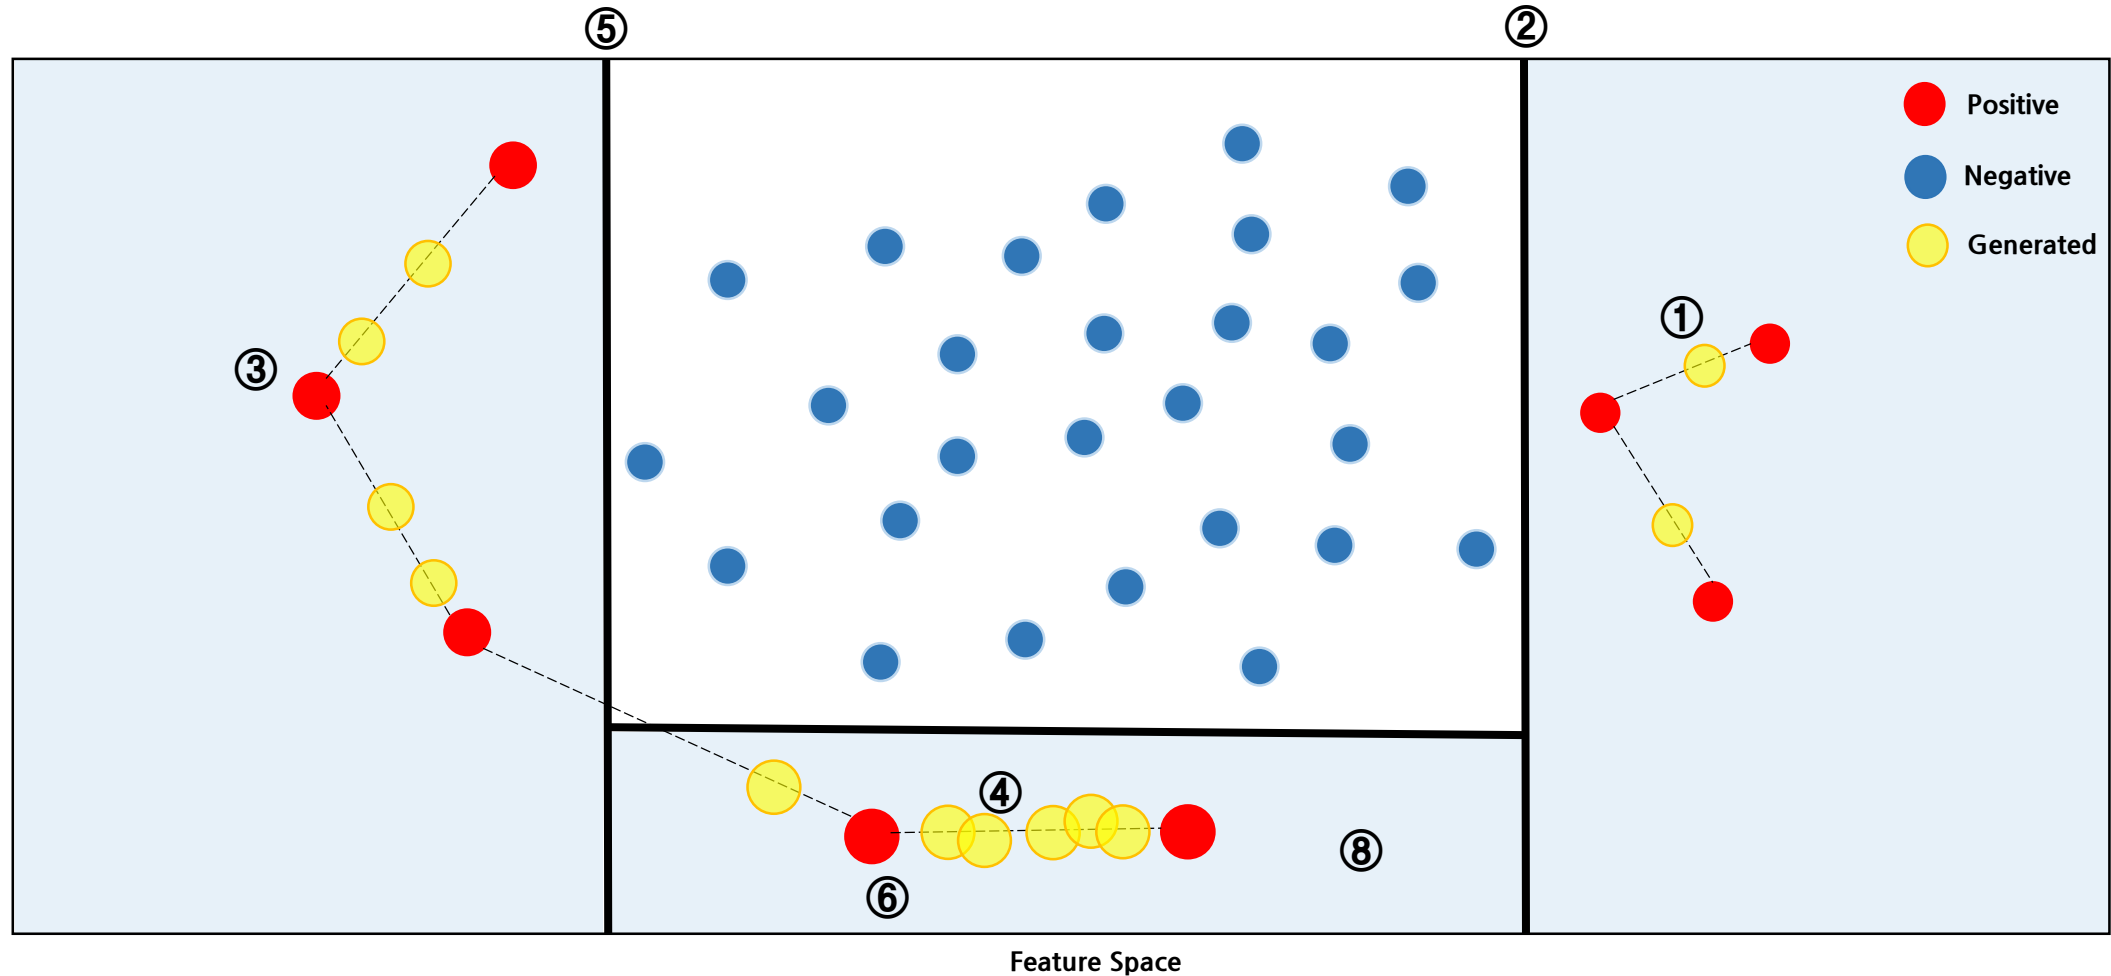 ⑤
②
Positive
Negative
Generated
①
③
④
⑧
⑥
Feature Space